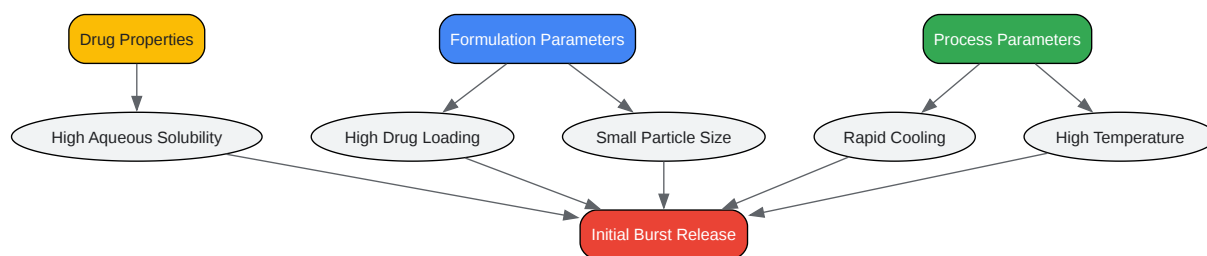 Drug Properties
Formulation Parameters
Process Parameters
High Aqueous Solubility
High Drug Loading
Small Particle Size
Rapid Cooling
High Temperature
Initial Burst Release